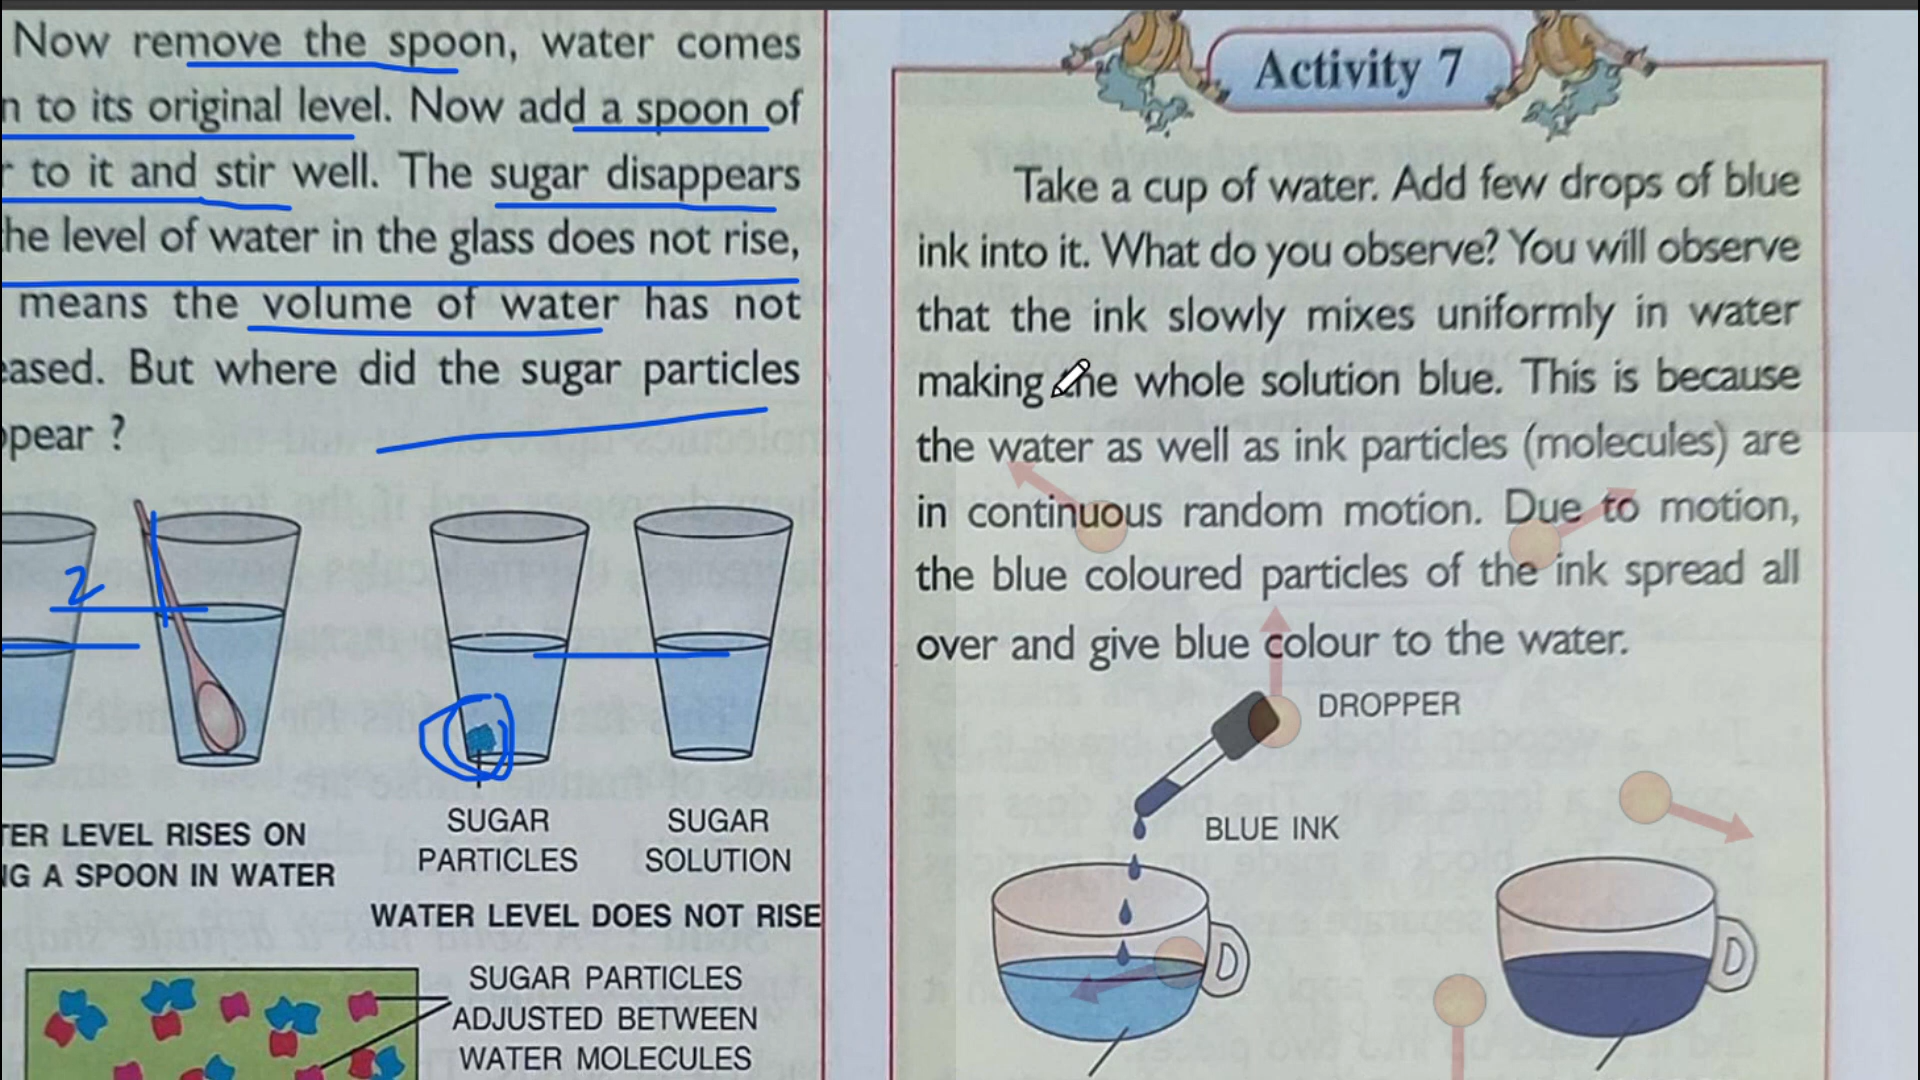 Now remove the spoon, water comes
to its original level. Now add a spoon of
to it and stir well. The sugar disappears
the level of water in the glass does not rise,
means the volume of water has not
But where did the sugar particles
?
2
SUGAR PARTICLES
SUGAR SOLUTION
LEVEL RISES ON
A SPOON IN WATER
WATER LEVEL DOES NOT RISE
SUGAR PARTICLES
ADJUSTED BETWEEN
WATER MOLECULES
Activity 7
Take a cup of water. Add few drops of blue
ink into it. What do you observe? You will observe
that the ink slowly mixes uniformly in water
making the whole solution blue. This is because
the water as well as ink particles (molecules) are
in continuous random motion. Due to motion,
the blue coloured particles of the ink spread all
over and give blue colour to the water.
DROPPER
BLUE INK